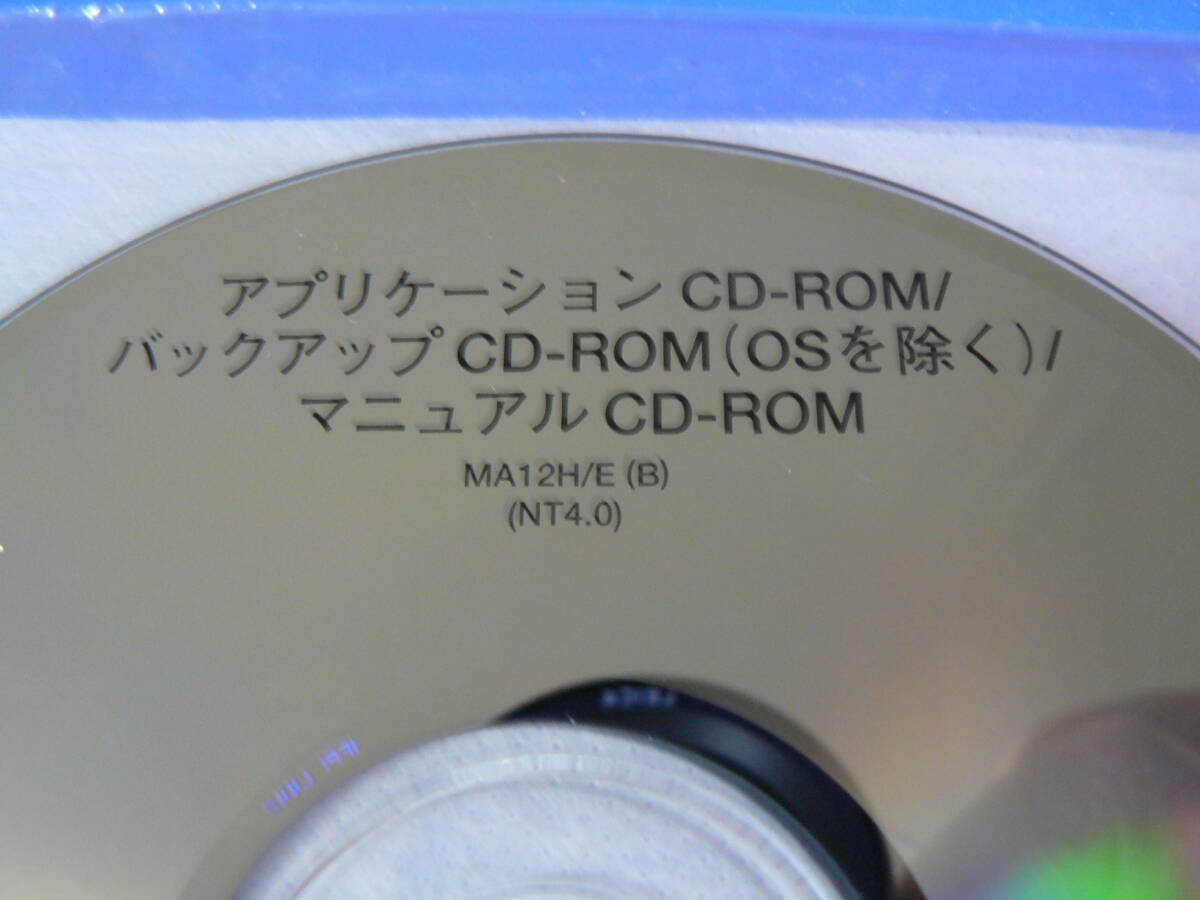 アプリケーション CD-ROM/
バックアップ CD-ROM(OSを除く)/
マニュアル CD-ROM
MA12H/E (B)
(NT4.0)